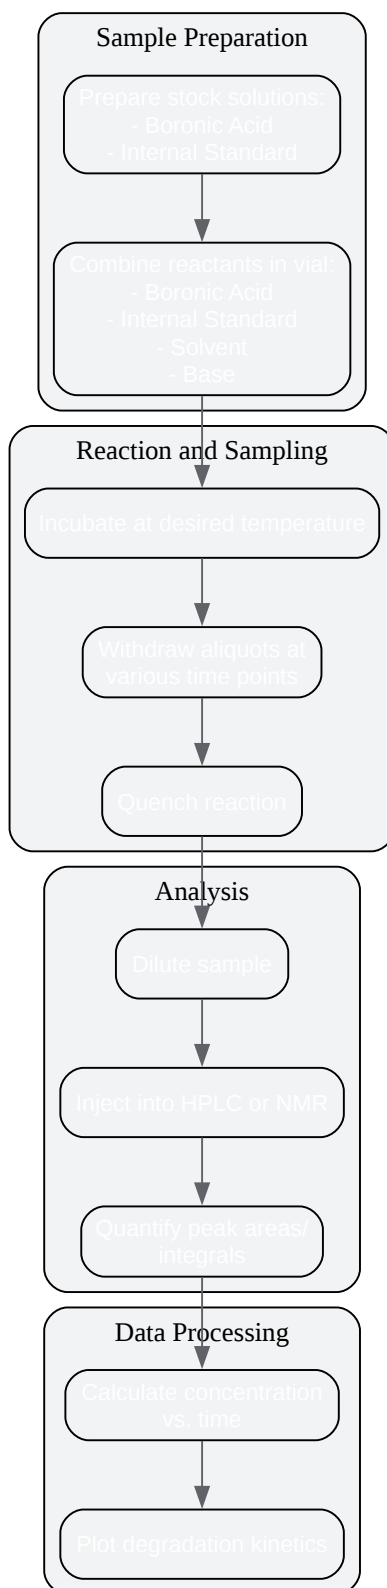 Sample Preparation
Prepare stock solutions:
- Boronic Acid
- Internal Standard
Combine reactants in vial:
- Boronic Acid
- Internal Standard
- Solvent
- Base
Reaction and Sampling
Incubate at desired temperature
Withdraw aliquots at
various time points
Quench reaction
Analysis
Dilute sample
Inject into HPLC or NMR
Quantify peak areas/
integrals
Data Processing
Calculate concentration
vs. time
Plot degradation kinetics